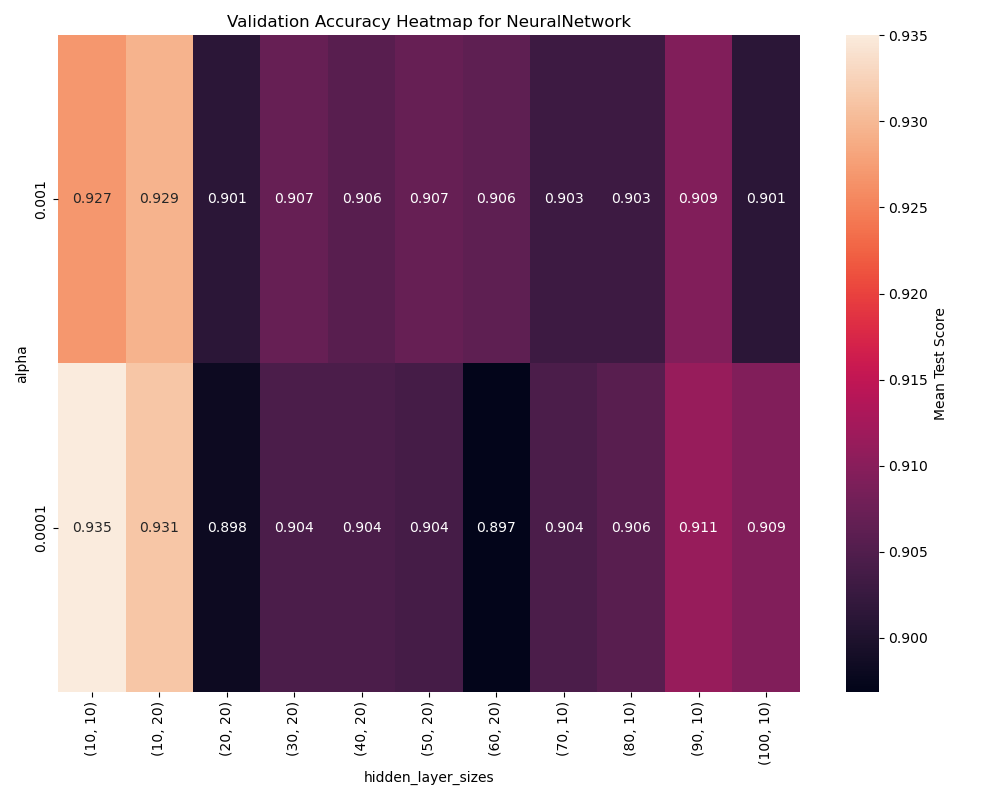 Validation Accuracy Heatmap for NeuralNetwork
0.001
0.927 0.929 0.901 0.907 0.906 0.907 0.906 0.903 0.903 0.909 0.901
alpha
0.0001
0.935 0.931 0.898 0.904 0.904 0.904 0.897 0.904 0.906 0.911 0.909
(10, 10) (10, 20) (20, 20) (30, 20) (40, 20) (50, 20) (60, 20) (70, 10) (80, 10) (90, 10) (100, 10)
hidden_layer_sizes
0.935
0.930
0.925
0.920
0.915
0.910
0.905
0.900
Mean Test Score